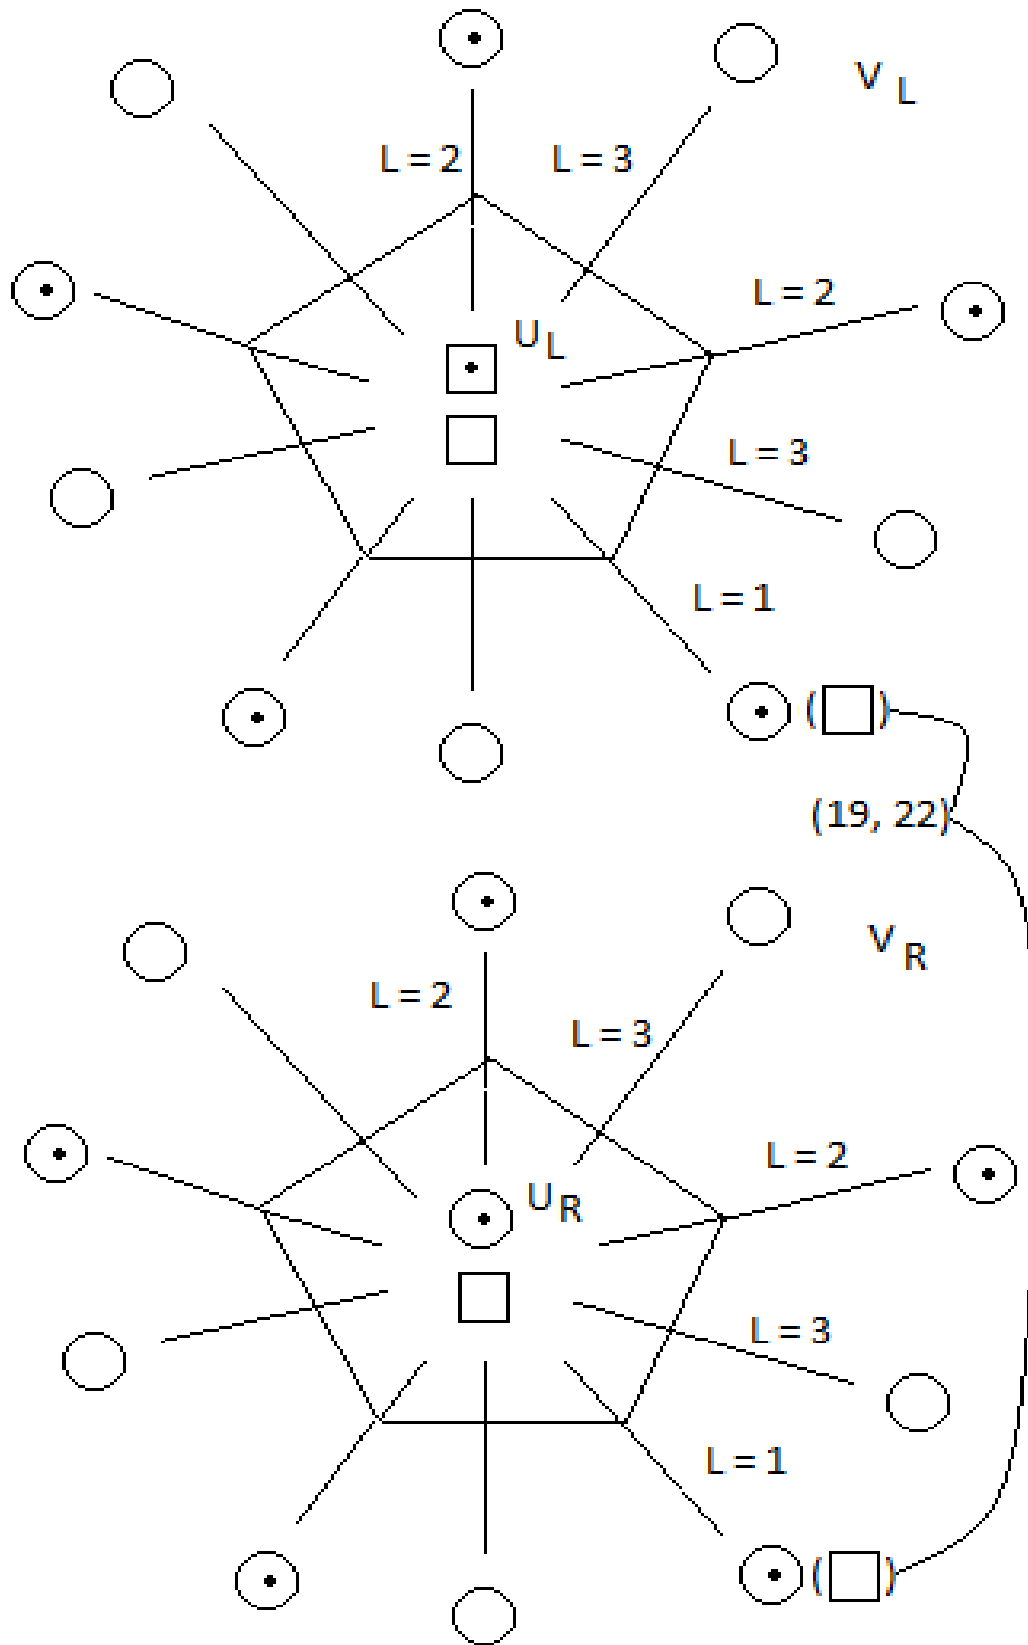 V L
L = 2
L = 3
L = 2
U L
L = 3
L = 1
( )
(19, 22)
V R
L = 2
L = 3
L = 2
U R
L = 3
L = 1
( )